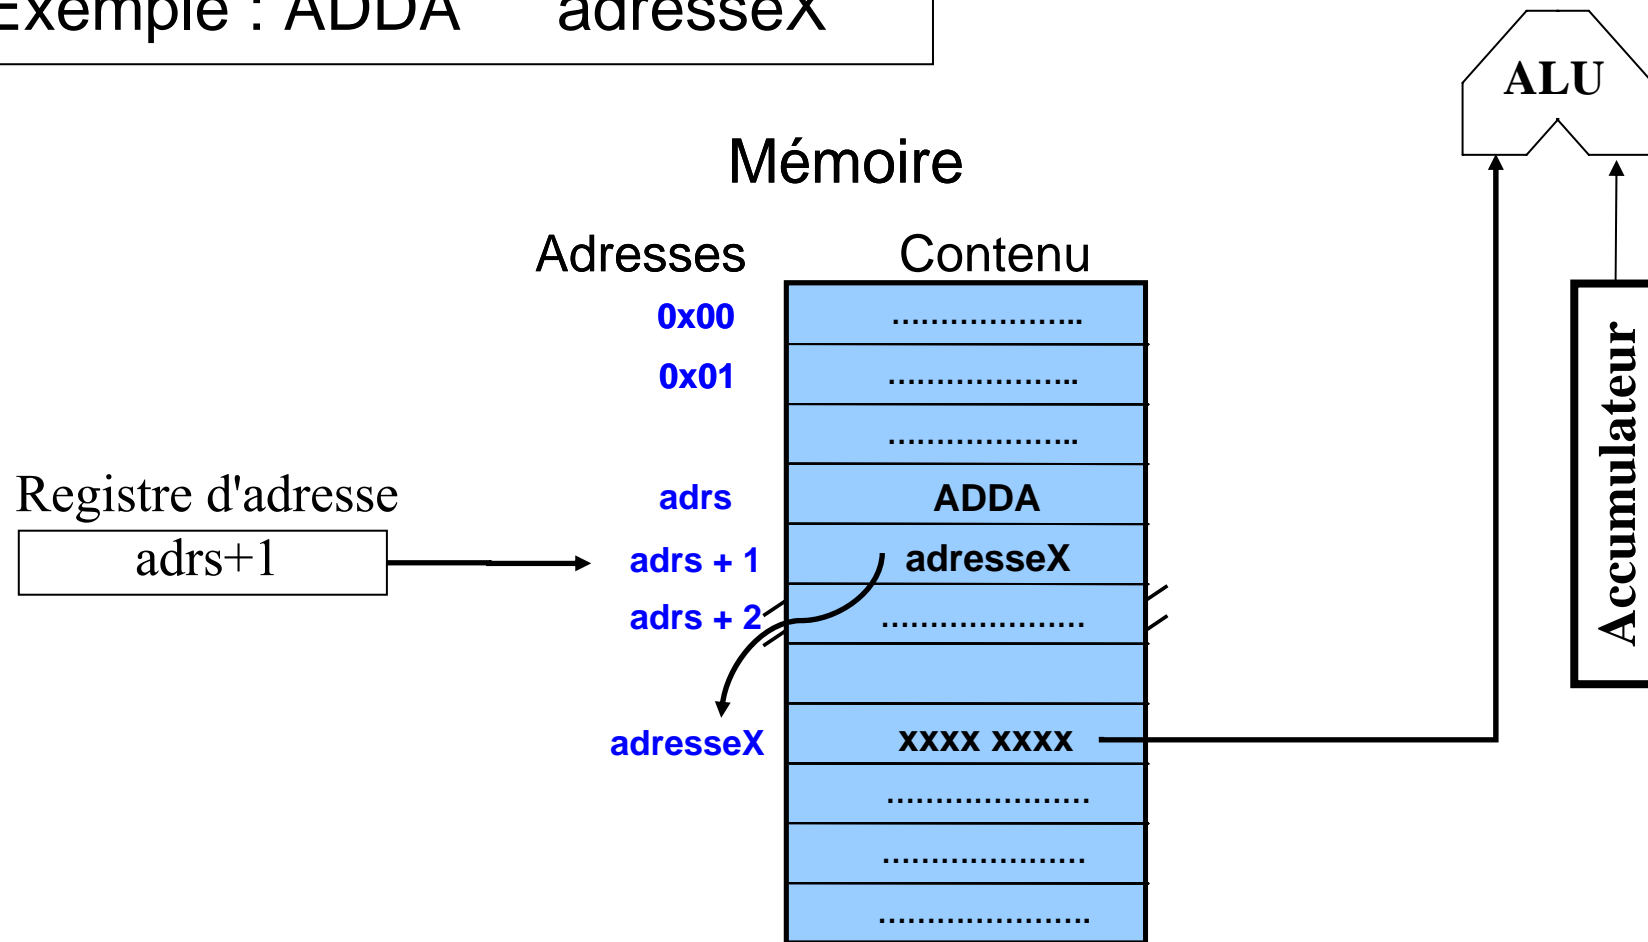 Exemple : ADDA adresseX
ALU
Mémoire
Adresses Contenu
0x00 ………………...
0x01 ………………..
………………..
Registre d'adresse
adrs ADDA
adrs+1
adrs + 1 adresseX
adrs + 2 …………………
Accumulateur
adresseX xxxx xxxx
…………………
…………………
………………….